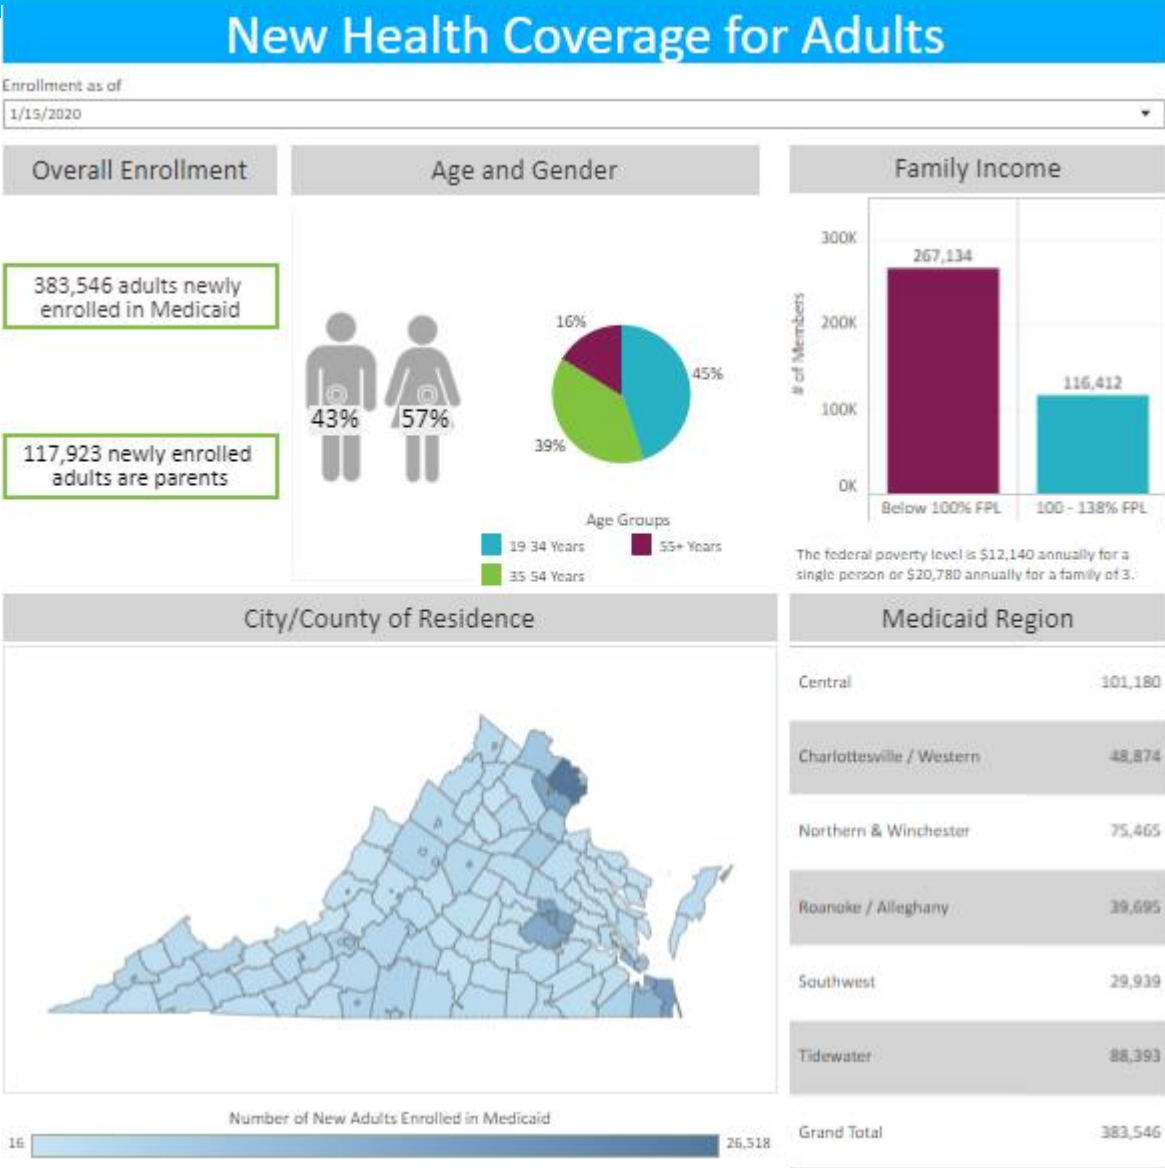 New Health Coverage for Adults
Enrollment as of
1/15/2020
Overall Enrollment
383,546 adults newly
enrolled in Medicaid
117,923 newly enrolled
adults are parents
Age and Gender
43%
57%
16%
45%
39%
Age Groups
19-34 Years
55+ Years
35-54 Years
Family Income
# of Members
300K
200K
100K
0K
267,134
116,412
Below 100% FPL
100 - 138% FPL
The federal poverty level is $12,140 annually for a
single person or $20,780 annually for a family of 3.
City/County of Residence
Number of New Adults Enrolled in Medicaid
16
26,518
Medicaid Region
Central 101,180
Charlottesville / Western 48,874
Northern & Winchester 75,465
Roanoke / Alleghany 39,695
Southwest 29,939
Tidewater 88,393
Grand Total 383,546